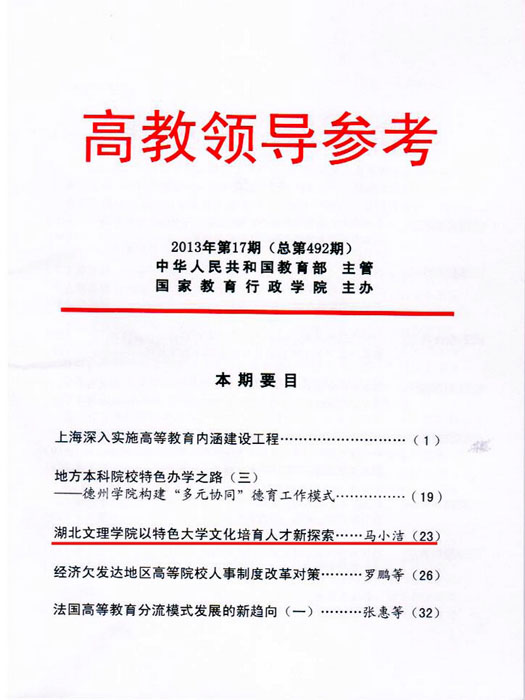 高教领导参考
2013年第17期（总第492期）
中华人民共和国教育部 主管
国家教育行政学院 主办
本期要目
上海深入实施高等教育内涵建设工程………………………（1）
地方本科院校特色办学之路（三）
——德州学院构建“多元协同”德育工作模式……………（19）
湖北文理学院以特色大学文化培育人才新探索……马小洁（23）
经济欠发达地区高等院校人事制度改革对策………罗鹏等（26）
法国高等教育分流模式发展的新趋向（一）………张惠等（32）